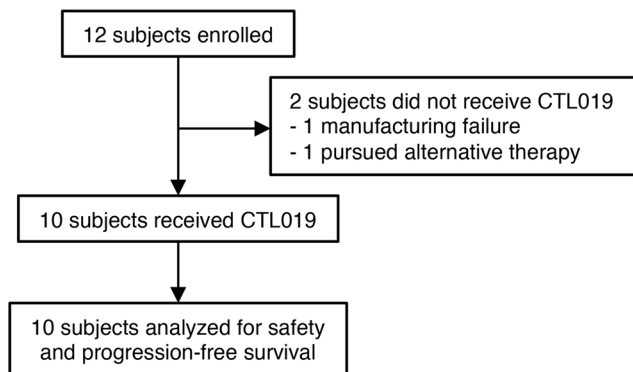 12 subjects enrolled
2 subjects did not receive CTL019
- 1 manufacturing failure
- 1 pursued alternative therapy
10 subjects received CTL019
10 subjects analyzed for safety
and progression-free survival